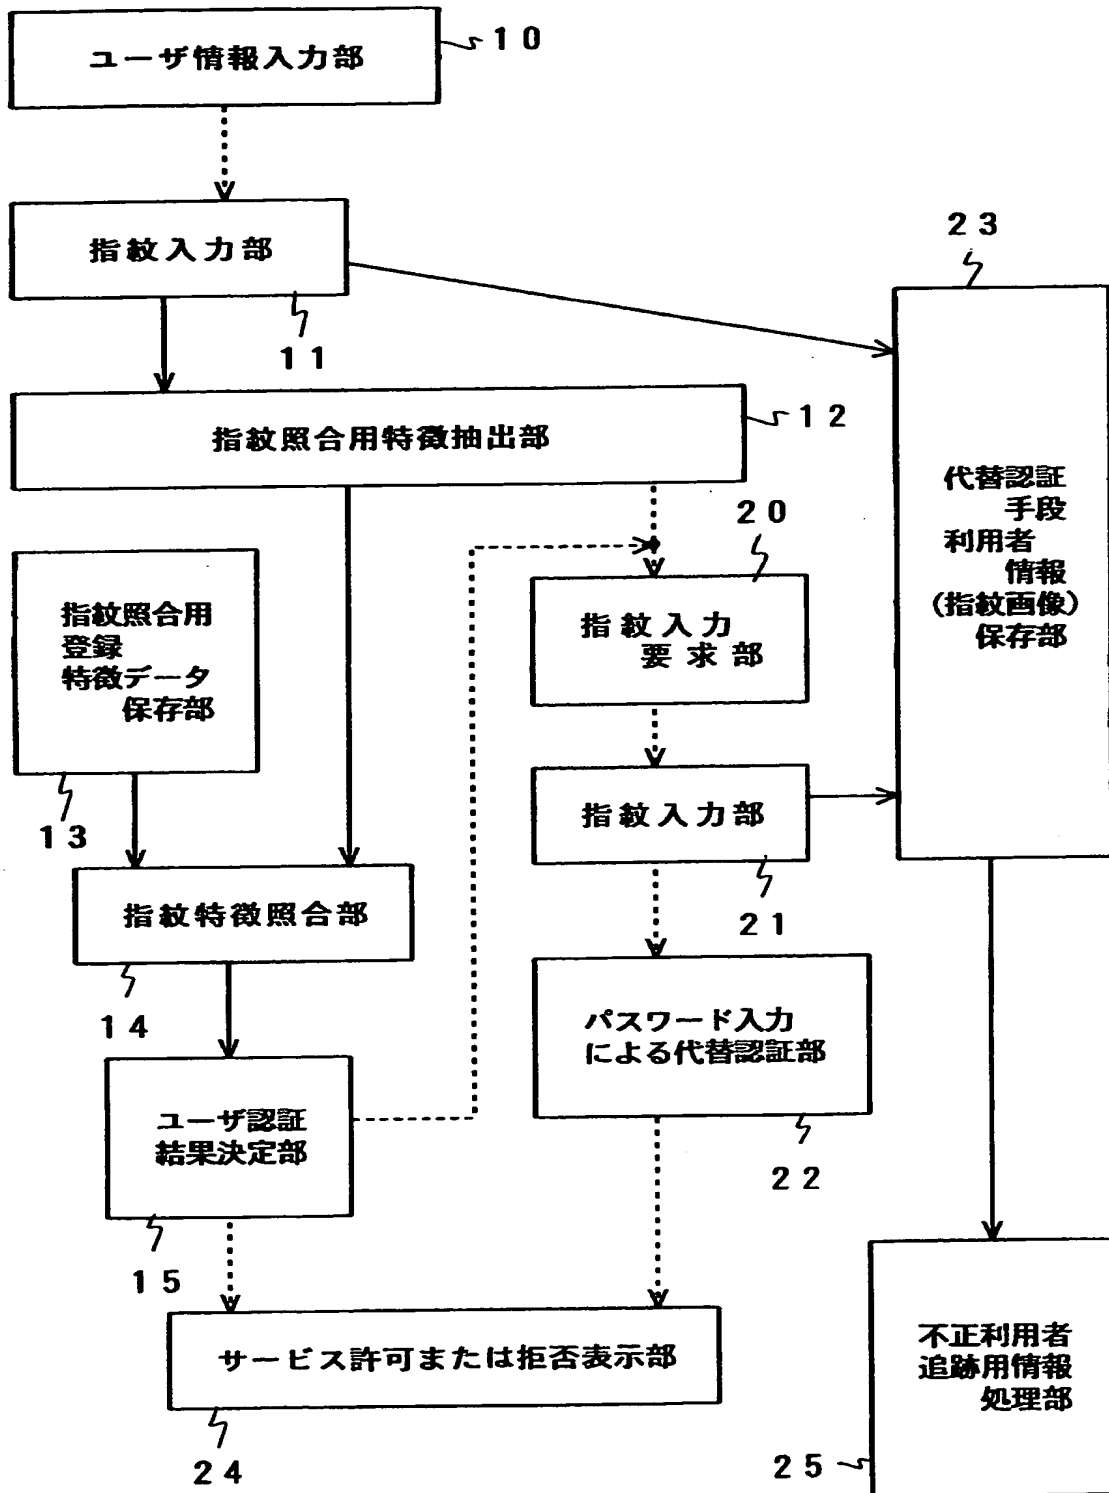 ユーザ情報入力部
10
指紋入力部
11
23
指紋照合用特徴抽出部
12
代替認証
手段
利用者
情報
(指紋画像)
保存部
20
指紋入力
要求部
指紋照合用
登録
特徴データ
保存部
13
指紋入力部
21
指紋特徴照合部
14
パスワード入力
による代替認証部
22
ユーザ認証
結果決定部
15
サービス許可または拒否表示部
24
不正利用者
追跡用情報
処理部
25